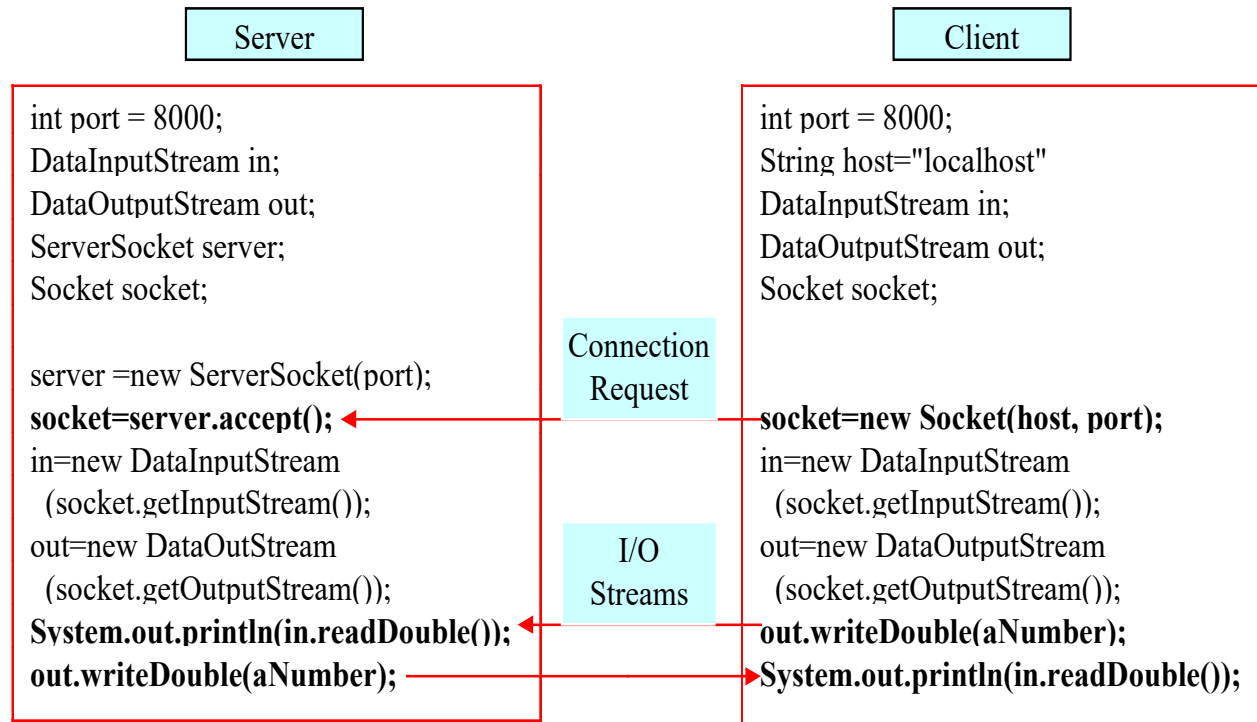 Server
int port = 8000;
DataInputStream in;
DataOutputStream out;
ServerSocket server;
Socket socket;
server =new ServerSocket(port);
socket=server.accept();
in=new DataInputStream
(socket.getInputStream());
out=new DataOutStream
(socket.getOutputStream());
System.out.println(in.readDouble());
out.writeDouble(aNumber);
Connection
Request
I/O
Streams
Client
int port = 8000;
String host="localhost"
DataInputStream in;
DataOutputStream out;
Socket socket;
socket=new Socket(host, port);
in=new DataInputStream
(socket.getInputStream());
out=new DataOutputStream
(socket.getOutputStream());
out.writeDouble(aNumber);
System.out.println(in.readDouble());